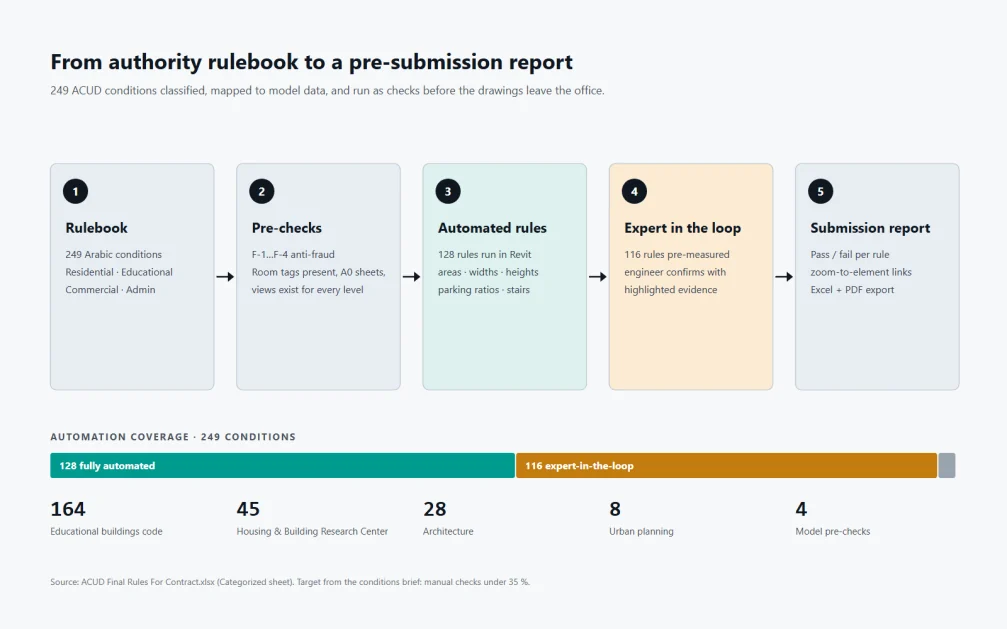 From authority rulebook to a pre-submission report
249 ACUD conditions classified, mapped to model data, and run as checks before the drawings leave the office.
1
Rulebook
249 Arabic conditions
Residential · Educational
Commercial · Admin
2
Pre-checks
F-1...F-4 anti-fraud
Room tags present, A0 sheets,
views exist for every level
3
Automated rules
128 rules run in Revit
areas · widths · heights
parking ratios · stairs
4
Expert in the loop
116 rules pre-measured
engineer confirms with
highlighted evidence
5
Submission report
Pass / fail per rule
zoom-to-element links
Excel + PDF export
AUTOMATION COVERAGE · 249 CONDITIONS
128 fully automated
116 expert-in-the-loop
164
Educational buildings code
45
Housing & Building Research Center
28
Architecture
8
Urban planning
4
Model pre-checks
Source: ACUD Final Rules For Contract.xlsx (Categorized sheet). Target from the conditions brief: manual checks under 35 %.